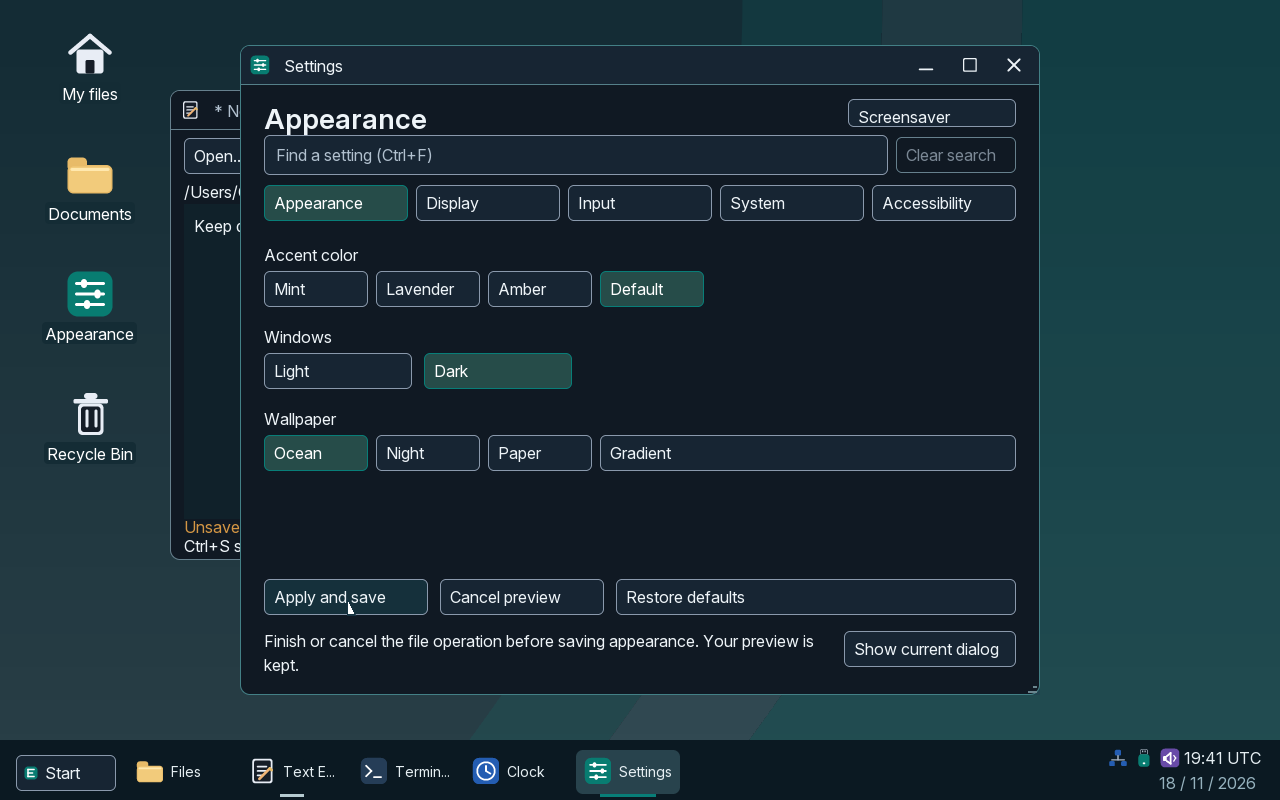 My files
Documents
Appearance
Recycle Bin
* N
Open..
/Users/
Keep
Unsave
Ctrl+S s
Settings
Appearance
Screensaver
Find a setting (Ctrl+F)
Clear search
Appearance
Display
Input
System
Accessibility
Accent color
Mint
Lavender
Amber
Default
Windows
Light
Dark
Wallpaper
Ocean
Night
Paper
Gradient
Apply and save
Cancel preview
Restore defaults
Finish or cancel the file operation before saving appearance. Your preview is
kept.
Show current dialog
Start
Files
Text E...
Termin...
Clock
Settings
19:41 UTC
18 / 11 / 2026